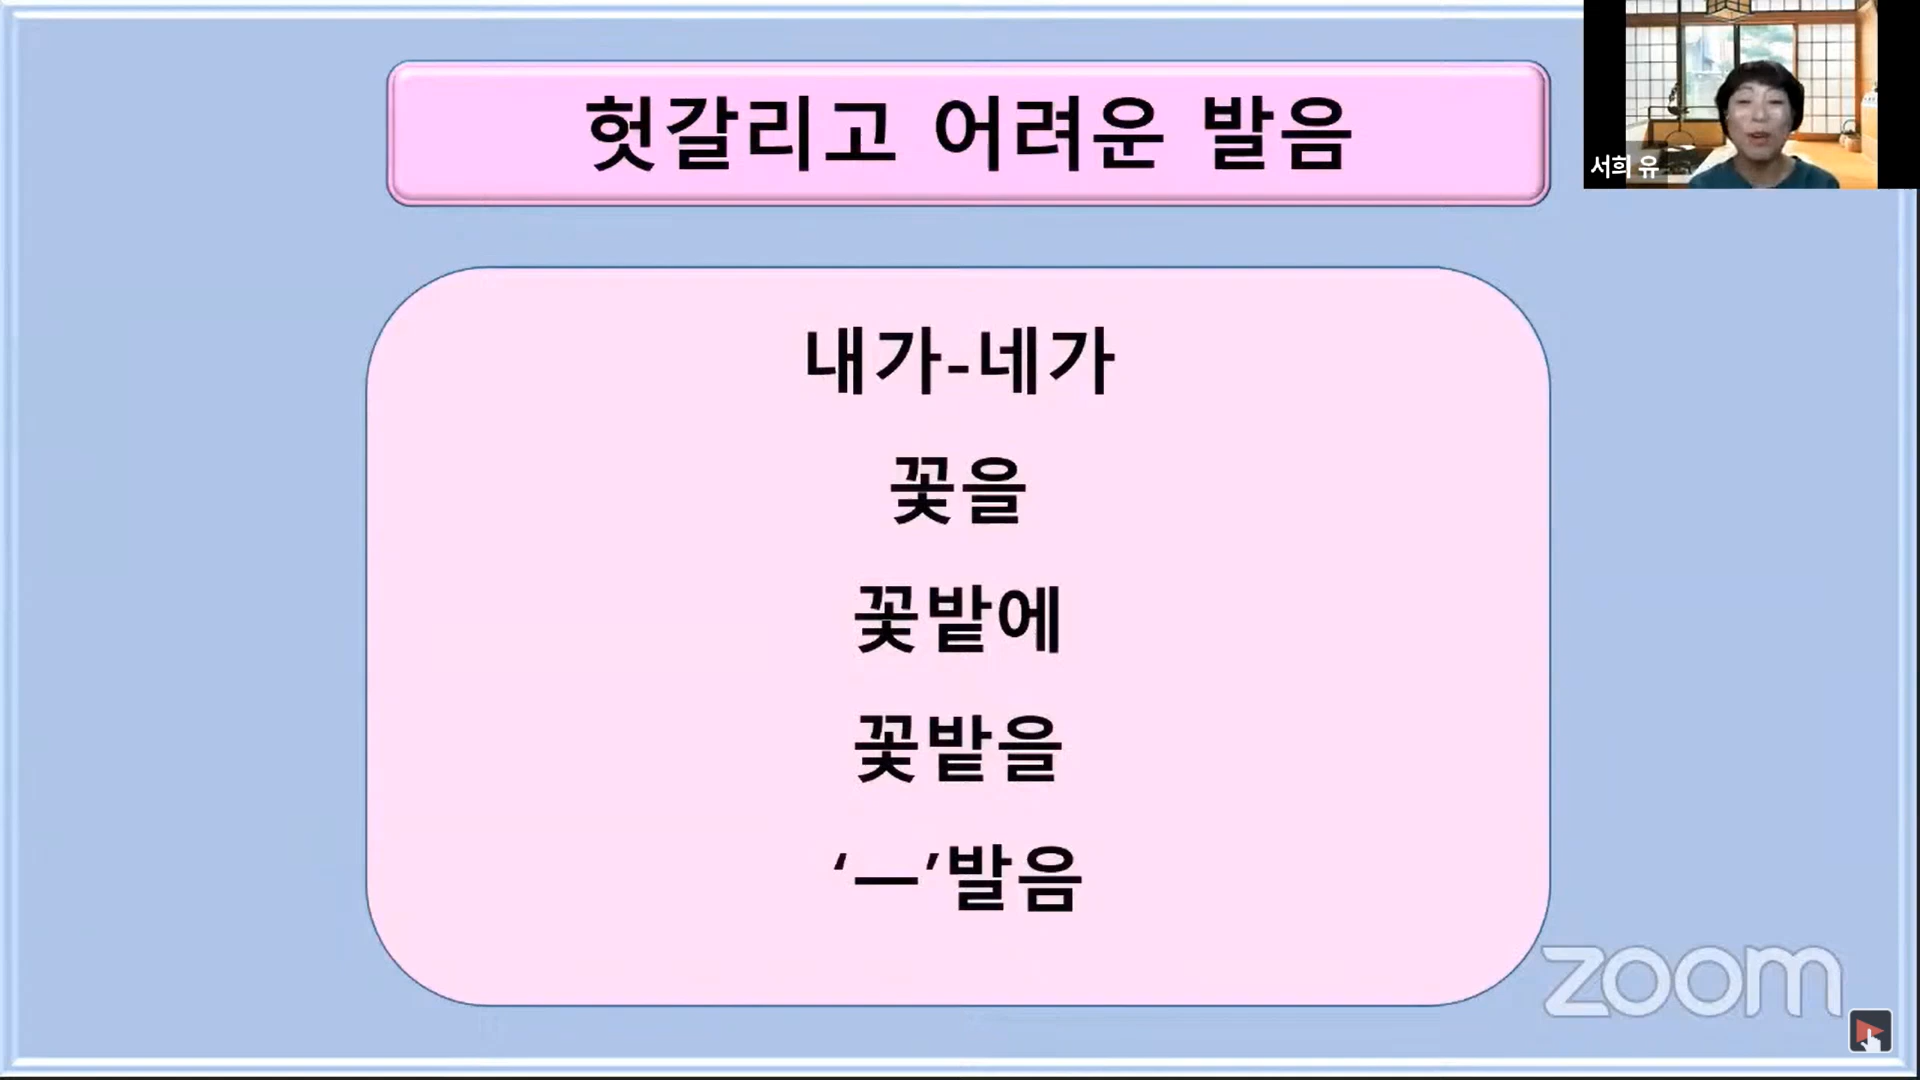 헛갈리고 어려운 발음
서희 유
내가-네가
꽃을
꽃밭에
꽃밭을
‘ㅡ’발음
zoom